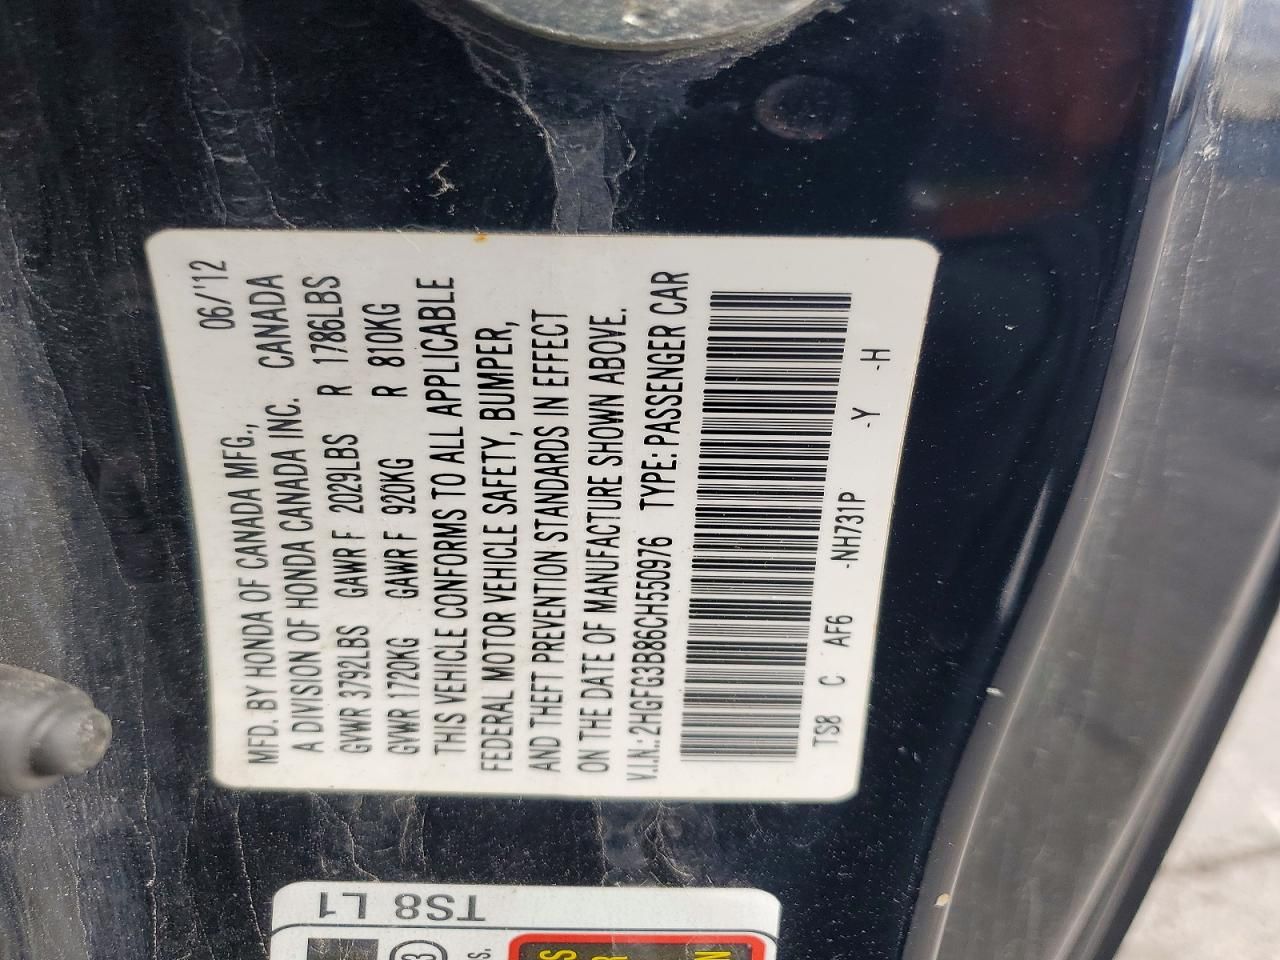 06/'12
MFD. BY HONDA OF CANADA MFG.,
A DIVISION OF HONDA CANADA INC. CANADA
GVWR 3792LBS GAWR F 2029LBS R 1786LBS
GVWR 1720KG GAWR F 920KG R 810KG
THIS VEHICLE CONFORMS TO ALL APPLICABLE
FEDERAL MOTOR VEHICLE SAFETY, BUMPER,
AND THEFT PREVENTION STANDARDS IN EFFECT
ON THE DATE OF MANUFACTURE SHOWN ABOVE.
V.I.N.: 2HGFG3B86CH550976 TYPE: PASSENGER CAR
TS8 C AF6 -NH731P -Y -H
TS8 L1